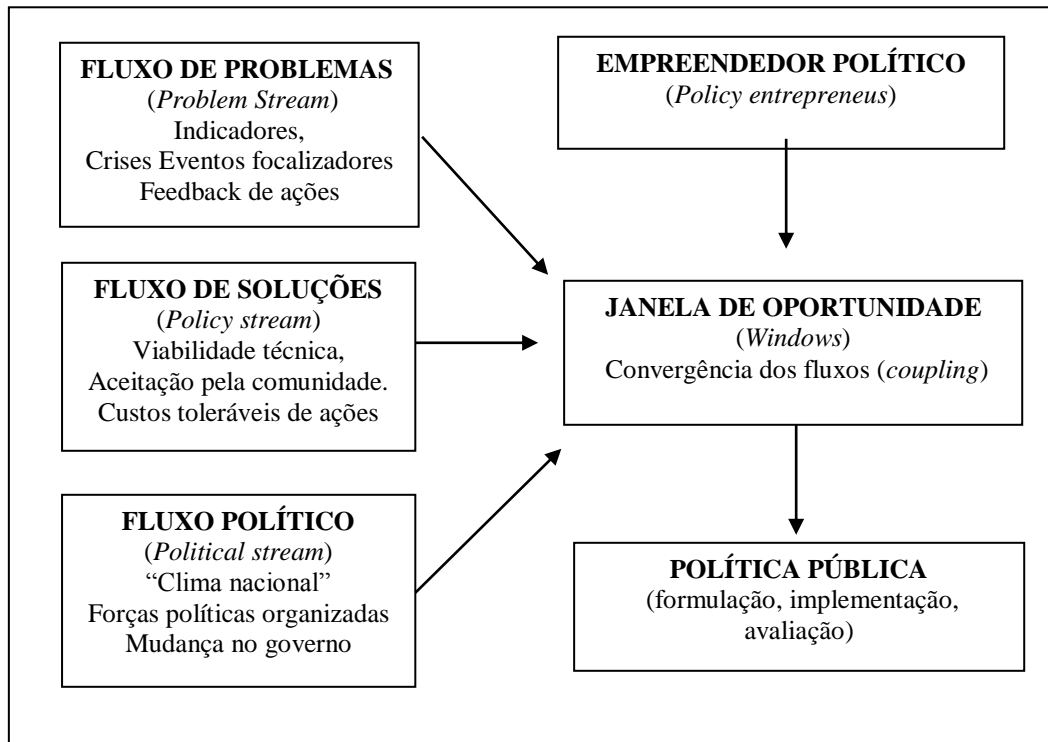 FLUXO DE PROBLEMAS
(Problem Stream)
Indicadores,
Crises Eventos focalizadores
Feedback de ações
EMPREENDEDOR POLÍTICO
(Policy entrepreneus)
FLUXO DE SOLUÇÕES
(Policy stream)
Viabilidade técnica,
Aceitação pela comunidade.
Custos toleráveis de ações
JANELA DE OPORTUNIDADE
(Windows)
Convergência dos fluxos (coupling)
FLUXO POLÍTICO
(Political stream)
“Clima nacional”
Forças políticas organizadas
Mudança no governo
POLÍTICA PÚBLICA
(formulação, implementação,
avaliação)